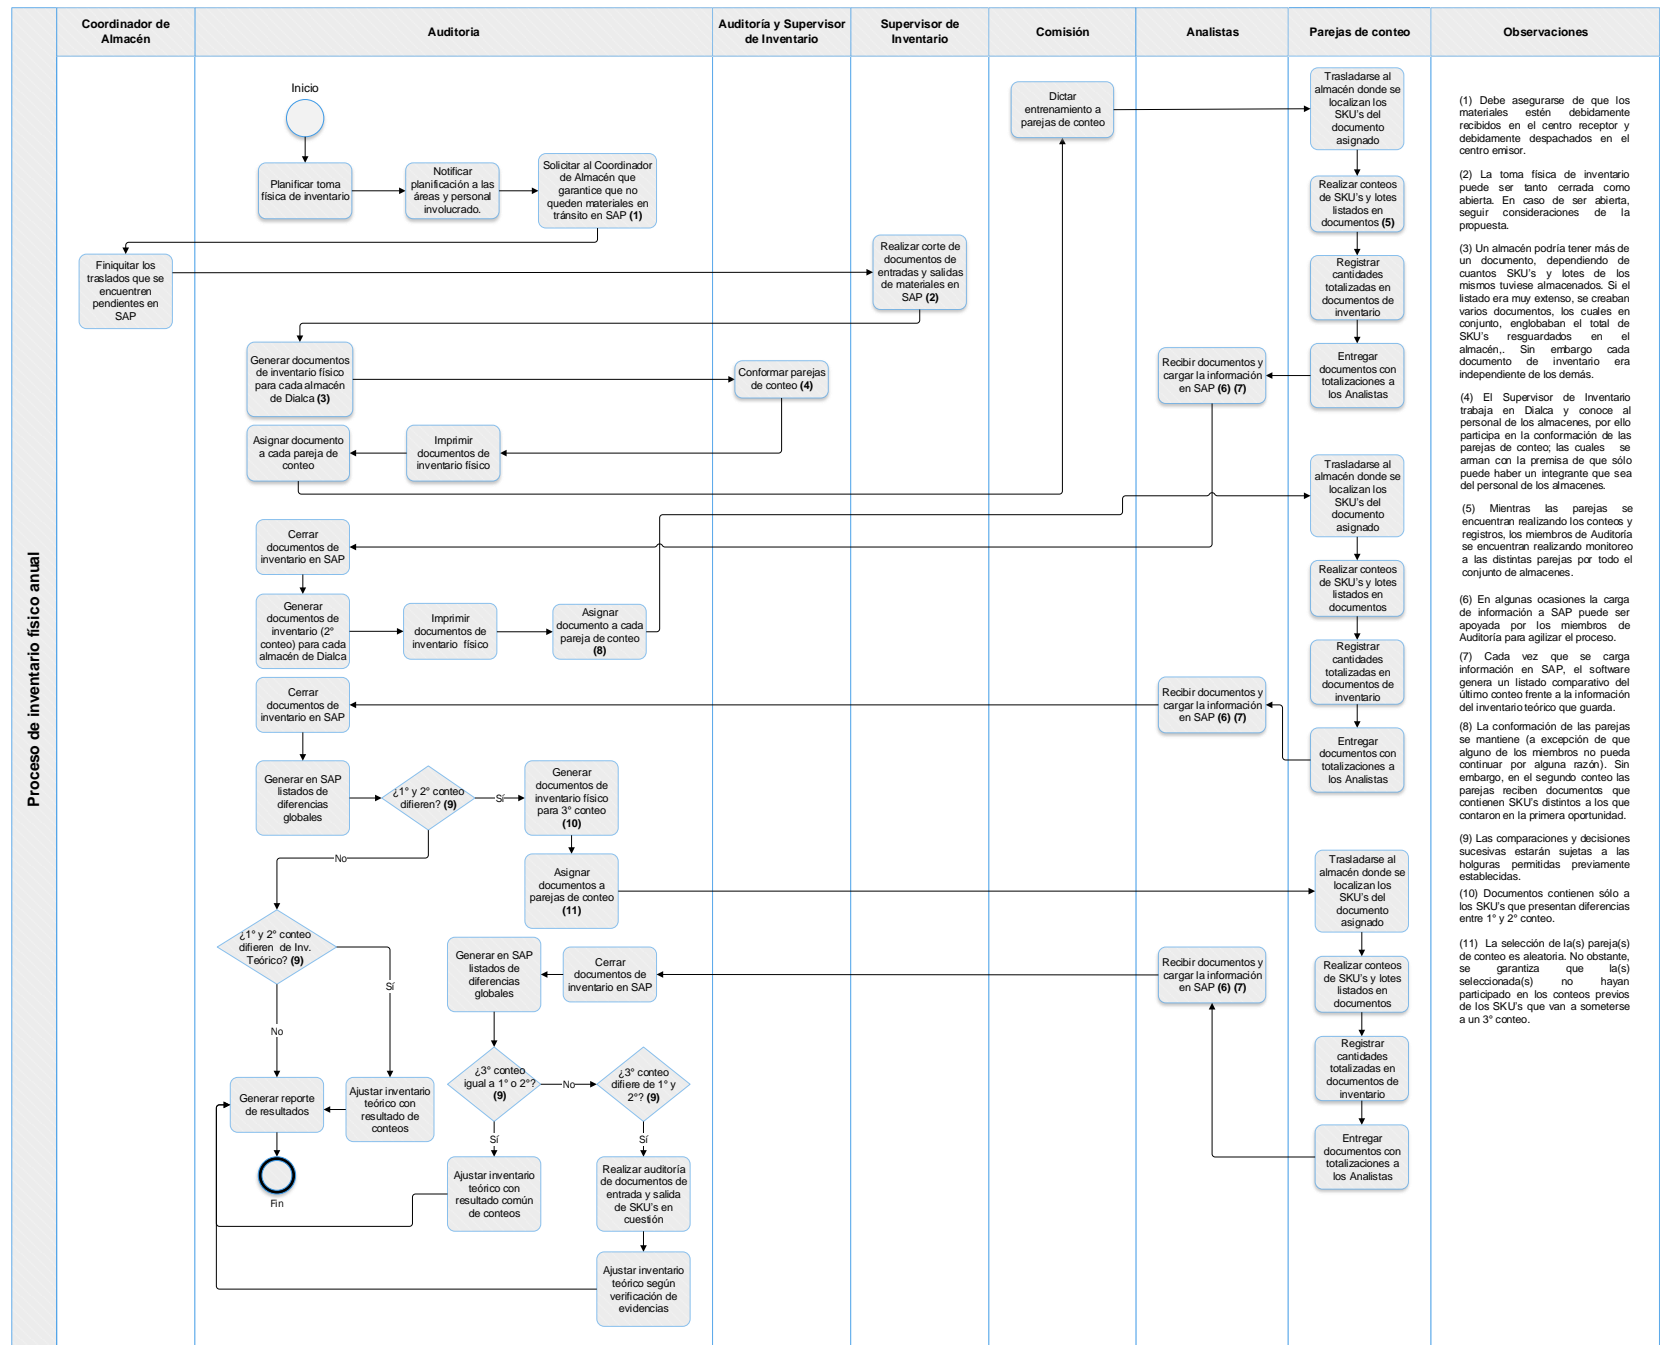 Proceso de inventario físico anual
Coordinador de
Almacén
Auditoria
Auditoría y Supervisor
de Inventario
Supervisor de
Inventario
Comisión
Analistas
Parejas de conteo
Observaciones
Inicio
Planificar toma
física de inventario
Notificar
planificación a las
áreas y personal
involucrado.
Solicitar al Coordinador
de Almacén que
garantice que no
queden materiales en
tránsito en SAP (1)
Finiquitar los
traslados que se
encuentren
pendientes en
SAP
Realizar corte de
documentos de
entradas y salidas
de materiales en
SAP (2)
Generar documentos
de inventario físico
para cada almacén
de Dialca (3)
Conformar parejas
de conteo (4)
Imprimir
documentos de
inventario físico
Asignar documento
a cada pareja de
conteo
Dictar
entrenamiento a
parejas de conteo
Trasladarse al
almacén donde se
localizan los
SKU's del
documento
asignado
Realizar conteos
de SKU's y lotes
listados en
documentos (5)
Registrar
cantidades
totalizadas en
documentos de
inventario
Entregar
documentos con
totalizaciones a
los Analistas
Recibir documentos y
cargar la información
en SAP (6) (7)
Cerrar
documentos de
inventario en SAP
Generar
documentos de
inventario (2°
conteo) para cada
almacén de Dialca
Imprimir
documentos de
inventario físico
Asignar
documento a cada
pareja de conteo
(8)
Trasladarse al
almacén donde se
localizan los
SKU's del
documento
asignado
Realizar conteos
de SKU's y lotes
listados en
documentos
Registrar
cantidades
totalizadas en
documentos de
inventario
Entregar
documentos con
totalizaciones a
los Analistas
Recibir documentos y
cargar la información
en SAP (6) (7)
Cerrar
documentos de
inventario en SAP
Generar en SAP
listados de
diferencias
globales
¿1° y 2° conteo
difieren? (9)
Sí
No
Generar
documentos de
inventario físico
para 3° conteo
(10)
Asignar
documentos a
parejas de conteo
(11)
Trasladarse al
almacén donde se
localizan los
SKU's del
documento
asignado
Realizar conteos
de SKU's y lotes
listados en
documentos
Registrar
cantidades
totalizadas en
documentos de
inventario
Entregar
documentos con
totalizaciones a
los Analistas
Recibir documentos y
cargar la información
en SAP (6) (7)
Cerrar
documentos de
inventario en SAP
Generar en SAP
listados de
diferencias
globales
¿1° y 2° conteo
difieren de Inv.
Teórico? (9)
Sí
No
¿3° conteo
igual a 1° o 2°?
(9)
No
Sí
¿3° conteo
difiere de 1° y
2°? (9)
Sí
Generar reporte
de resultados
Ajustar inventario
teórico con
resultado de
conteos
Fin
Ajustar inventario
teórico con
resultado común
de conteos
Realizar auditoría
de documentos de
entrada y salida
de SKU's en
cuestión
Ajustar inventario
teórico según
verificación de
evidencias
(1) Debe asegurarse de que los
materiales estén debidamente
recibidos en el centro receptor y
debidamente despachados en el
centro emisor.
(2) La toma física de inventario
puede ser tanto cerrada como
abierta. En caso de ser abierta,
seguir consideraciones de la
propuesta.
(3) Un almacén podría tener más de
un documento, dependiendo de
cuantos SKU's y lotes de los
mismos tuviese almacenados. Si el
listado era muy extenso, se creaban
varios documentos, los cuales en
conjunto, englobaban el total de
SKU's resguardados en el
almacén,. Sin embargo cada
documento de inventario era
independiente de los demás.
(4) El Supervisor de Inventario
trabaja en Dialca y conoce al
personal de los almacenes, por ello
participa en la conformación de las
parejas de conteo; las cuales se
arman con la premisa de que sólo
puede haber un integrante que sea
del personal de los almacenes.
(5) Mientras las parejas se
encuentran realizando los conteos y
registros, los miembros de Auditoría
se encuentran realizando monitoreo
a las distintas parejas por todo el
conjunto de almacenes.
(6) En algunas ocasiones la carga
de información a SAP puede ser
apoyada por los miembros de
Auditoría para agilizar el proceso.
(7) Cada vez que se carga
información en SAP, el software
genera un listado comparativo del
último conteo frente a la información
del inventario teórico que guarda.
(8) La conformación de las parejas
se mantiene (a excepción de que
alguno de los miembros no pueda
continuar por alguna razón). Sin
embargo, en el segundo conteo las
parejas reciben documentos que
contienen SKU's distintos a los que
contaron en la primera oportunidad.
(9) Las comparaciones y decisiones
sucesivas estarán sujetas a las
holguras permitidas previamente
establecidas.
(10) Documentos contienen sólo a
los SKU's que presentan diferencias
entre 1° y 2° conteo.
(11) La selección de la(s) pareja(s)
de conteo es aleatoria. No obstante,
se garantiza que la(s)
seleccionada(s) no hayan
participado en los conteos previos
de los SKU's que van a someterse
a un 3° conteo.